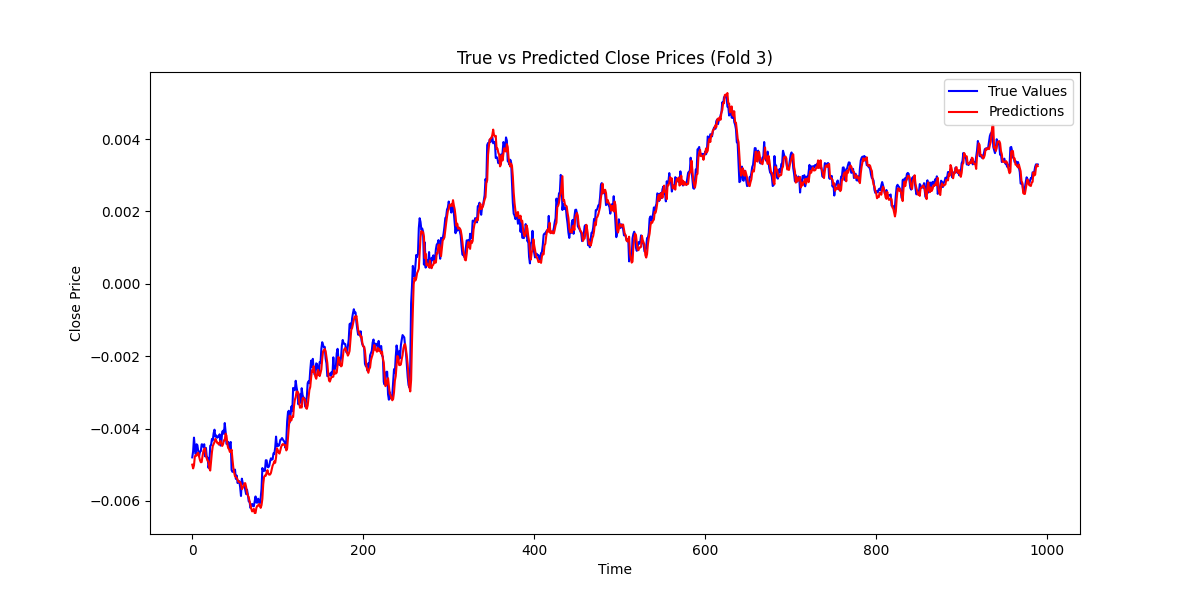 True vs Predicted Close Prices (Fold 3)
True Values
Predictions
0.004
0.002
0.000
−0.002
−0.004
−0.006
Close Price
0
200
400
600
800
1000
Time